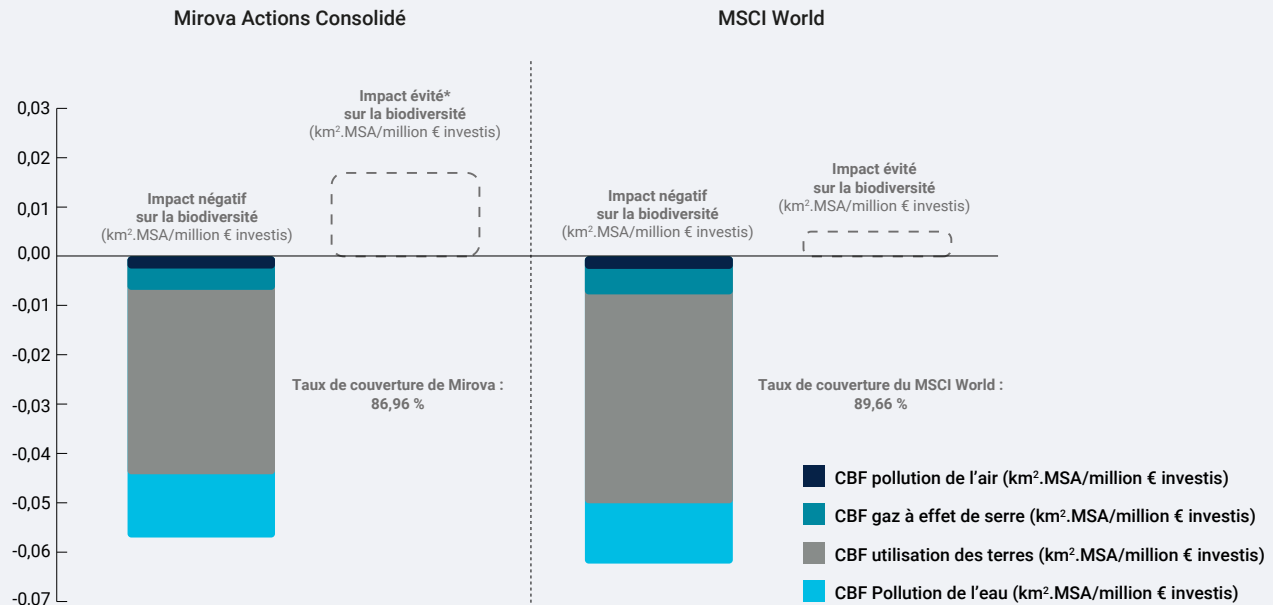 Mirova Actions Consolidé
MSCI World
0,03
0,02
0,01
0,00
-0,01
-0,02
-0,03
-0,04
-0,05
-0,06
-0,07
Impact négatif
sur la biodiversité
(km².MSA/million € investis)
Impact évité*
sur la biodiversité
(km².MSA/million € investis)
Taux de couverture de Mirova :
86,96 %
Impact négatif
sur la biodiversité
(km².MSA/million € investis)
Impact évité
sur la biodiversité
(km².MSA/million € investis)
Taux de couverture du MSCI World :
89,66 %
CBF pollution de l’air (km².MSA/million € investis)
CBF gaz à effet de serre (km².MSA/million € investis)
CBF utilisation des terres (km².MSA/million € investis)
CBF Pollution de l’eau (km².MSA/million € investis)